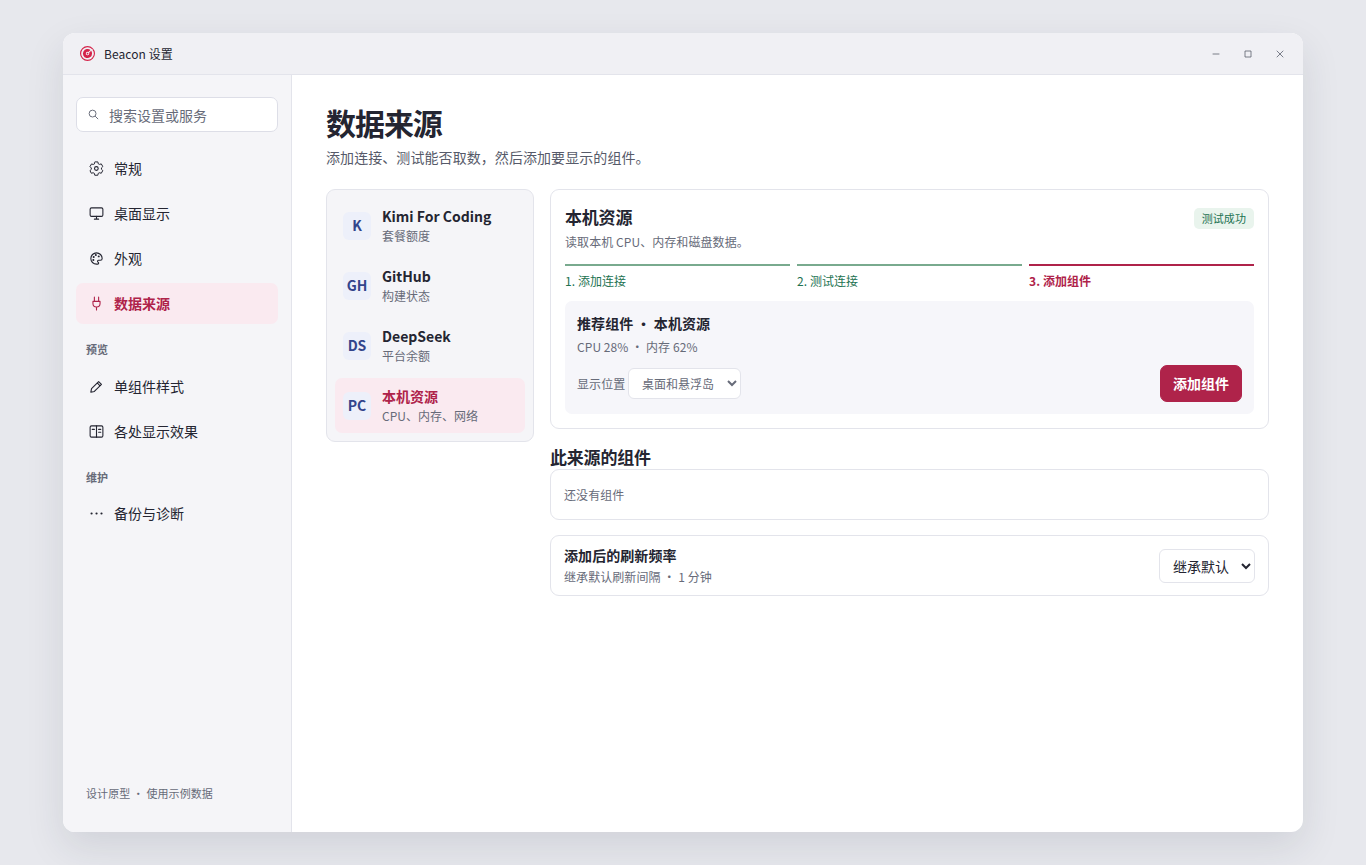 Beacon 设置
搜索设置或服务
常规
桌面显示
外观
数据来源
预览
单组件样式
各处显示效果
维护
备份与诊断
设计原型 · 使用示例数据
数据来源
添加连接、测试能否取数，然后添加要显示的组件。
K
Kimi For Coding
套餐额度
GH
GitHub
构建状态
DS
DeepSeek
平台余额
PC
本机资源
CPU、内存、网络
本机资源
测试成功
读取本机 CPU、内存和磁盘数据。
1. 添加连接
2. 测试连接
3. 添加组件
推荐组件 · 本机资源
CPU 28% · 内存 62%
显示位置 桌面和悬浮岛
添加组件
此来源的组件
还没有组件
添加后的刷新频率
继承默认刷新间隔 · 1 分钟
继承默认